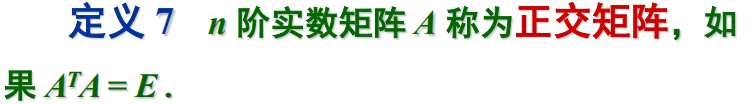 定义 7 n 阶实数矩阵 A 称为正交矩阵，如
果 AᵀA = E .